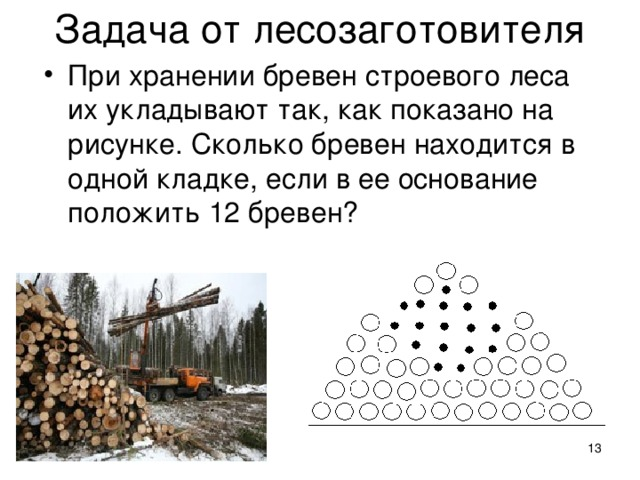 Задача от лесозаготовителя
• При хранении бревен строевого леса
их укладывают так, как показано на
рисунке. Сколько бревен находится в
одной кладке, если в ее основание
положить 12 бревен?
13